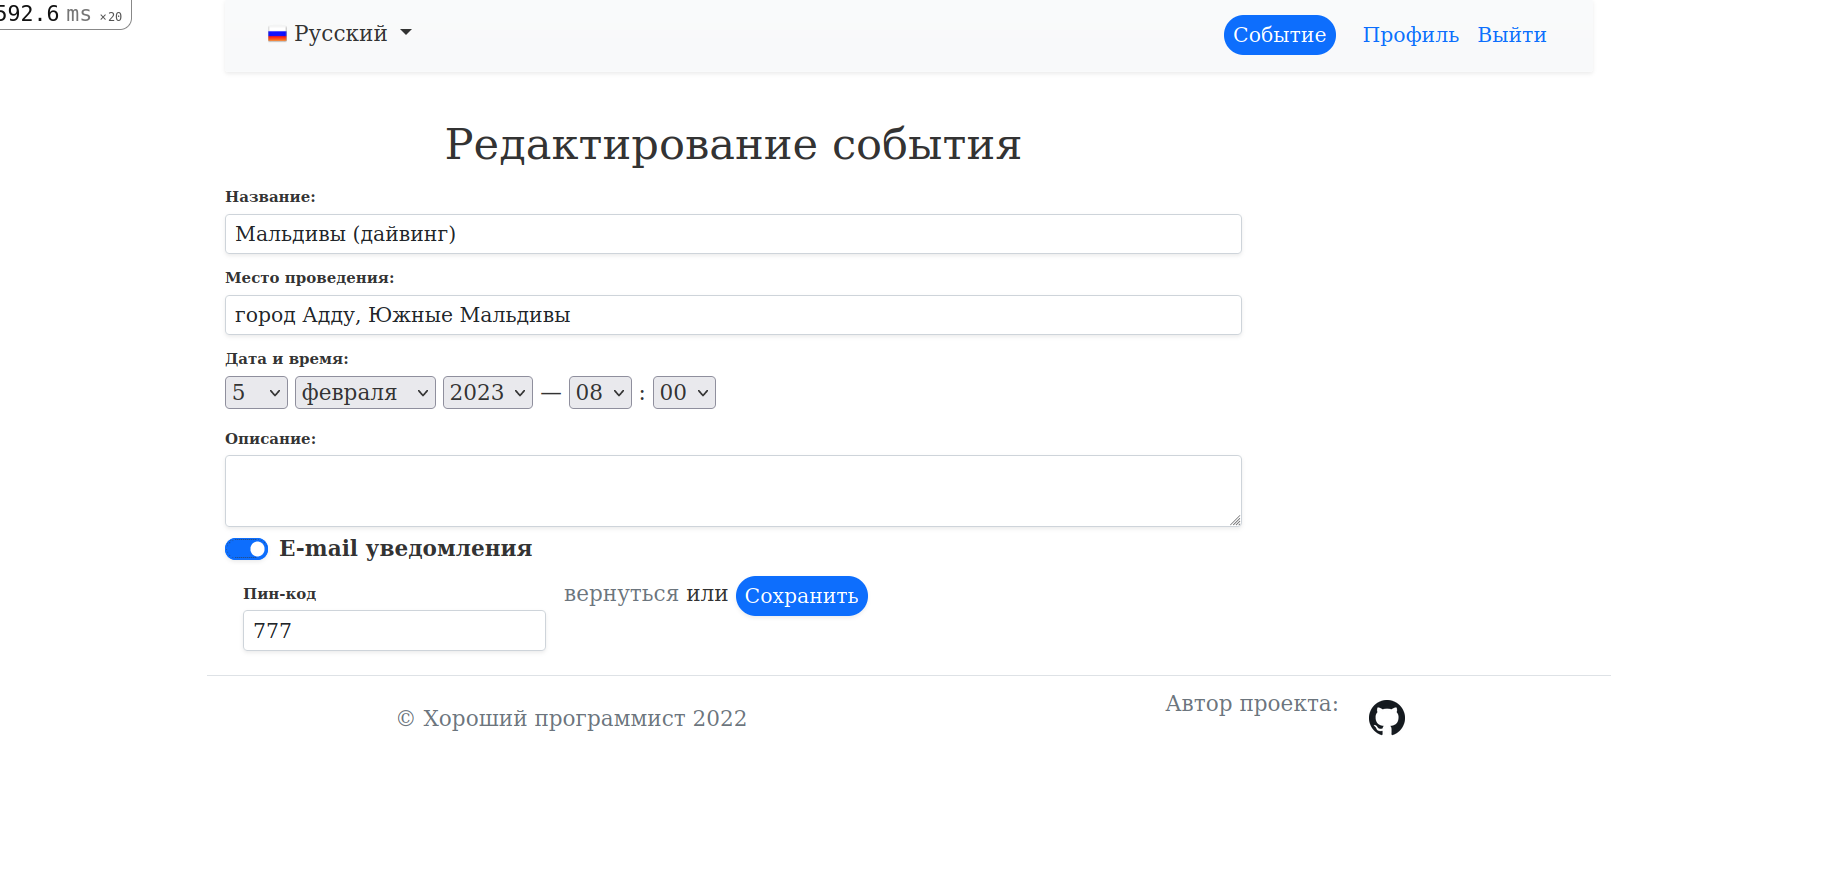 592.6 ms ×20
Русский Событие Профиль Выйти
Редактирование события
Название:
Мальдивы (дайвинг)
Место проведения:
город Адду, Южные Мальдивы
Дата и время:
5 февраля 2023 — 08 : 00
Описание:
E-mail уведомления
Пин-код
777
вернуться или Сохранить
© Хороший программист 2022
Автор проекта: